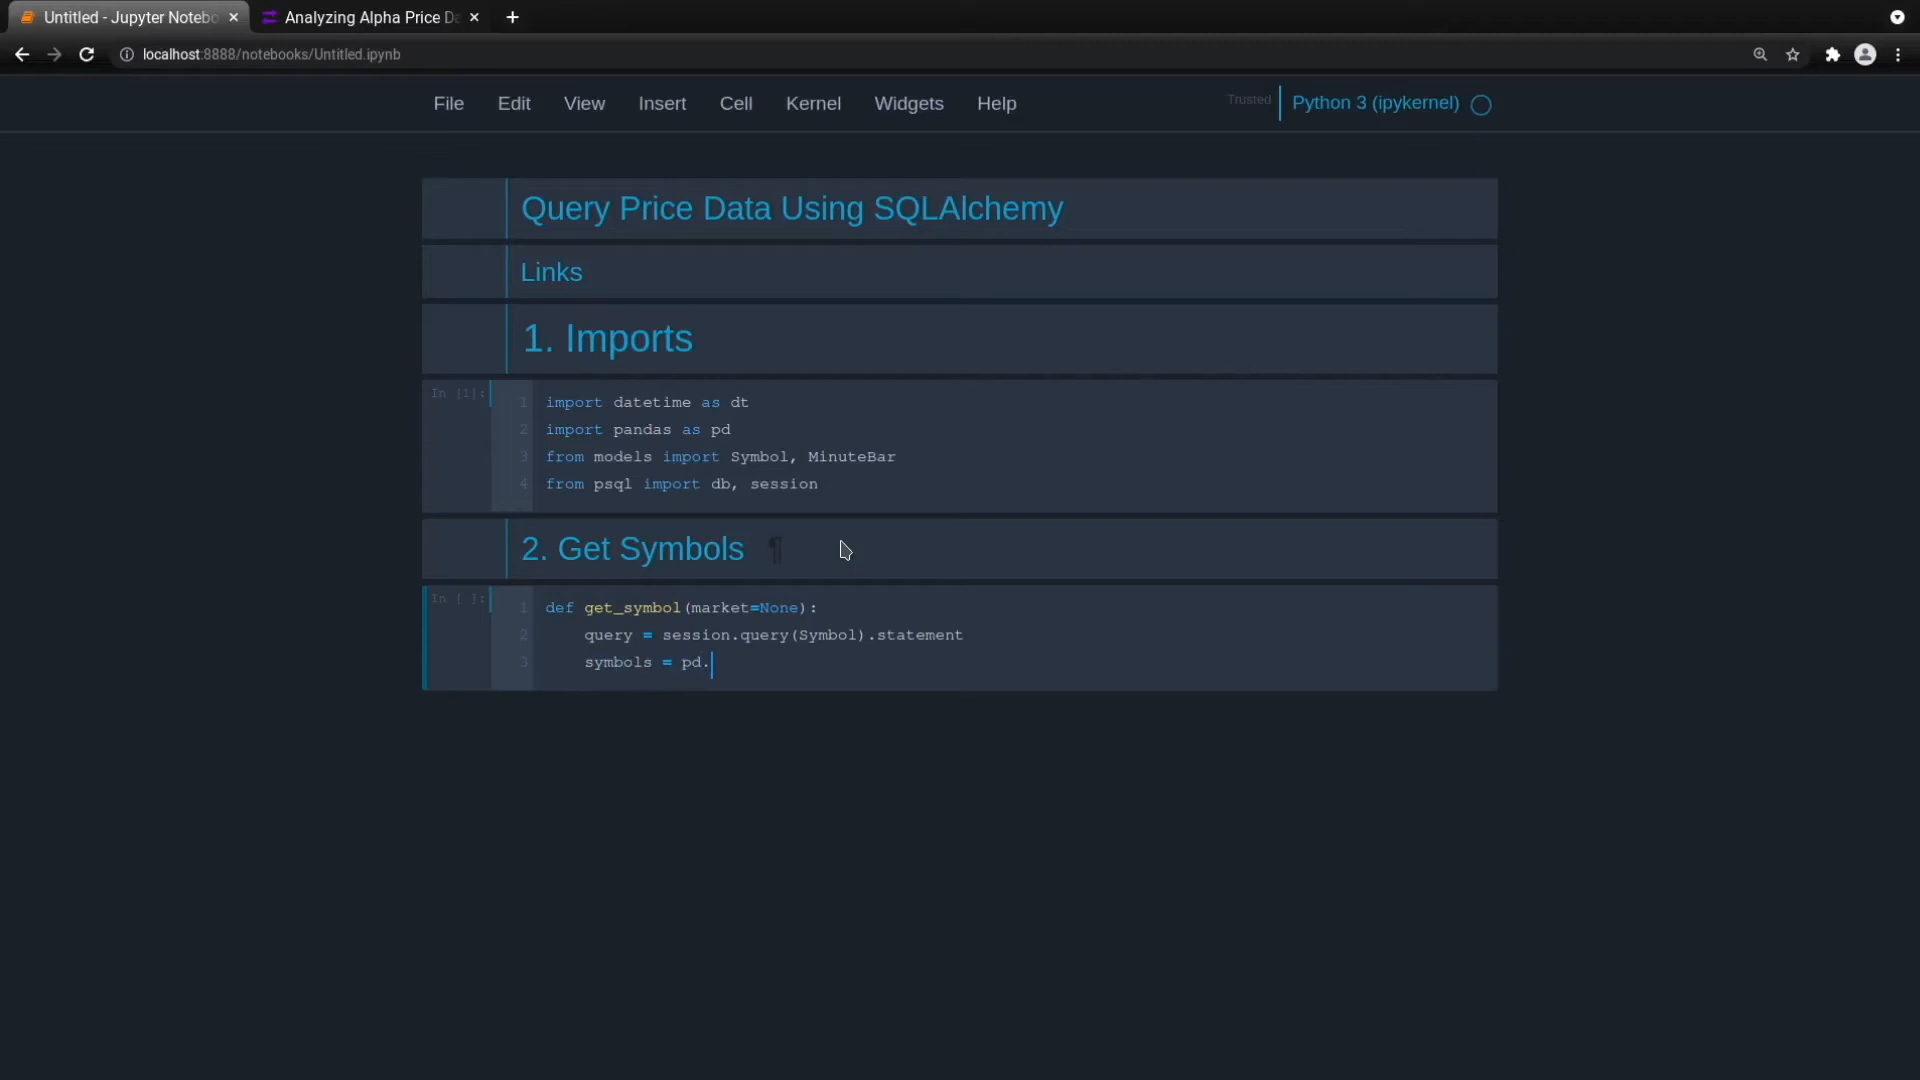 Untitled - Jupyter Notebo
Analyzing Alpha Price Da
localhost:8888/notebooks/Untitled.ipynb
File Edit View Insert Cell Kernel Widgets Help
Trusted
Python 3 (ipykernel)
Query Price Data Using SQLAlchemy
Links
1. Imports
In [1]:
1 import datetime as dt
2 import pandas as pd
3 from models import Symbol, MinuteBar
4 from psql import db, session
2. Get Symbols ¶
In [ ]:
1 def get_symbol(market=None):
2 query = session.query(Symbol).statement
3 symbols = pd.